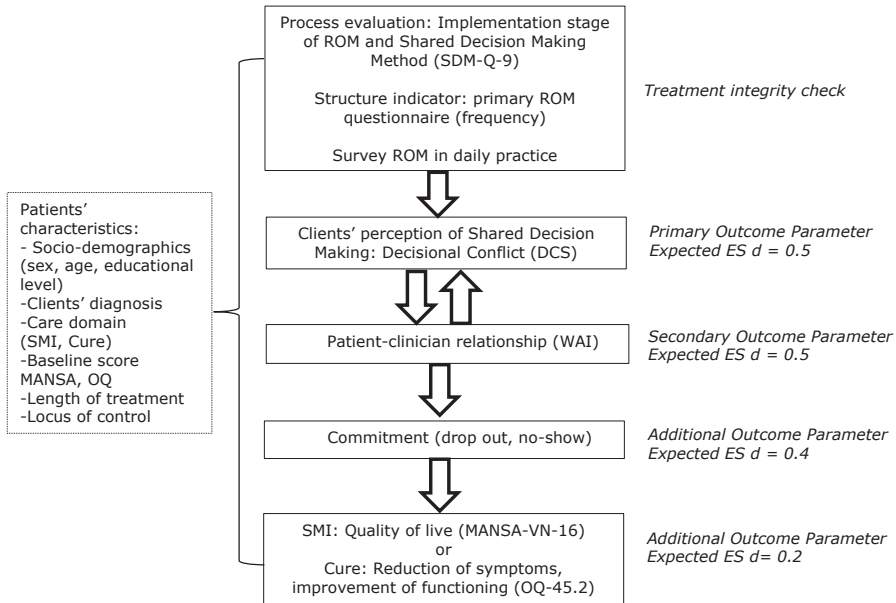 Process evaluation: Implementation stage
of ROM and Shared Decision Making
Method (SDM-Q-9)
Structure indicator: primary ROM
questionnaire (frequency)
Survey ROM in daily practice
Treatment integrity check
Patients’
characteristics:
- Socio-demographics
(sex, age, educational
level)
-Clients’ diagnosis
-Care domain
(SMI, Cure)
-Baseline score
MANSA, OQ
-Length of treatment
-Locus of control
Clients’ perception of Shared Decision
Making: Decisional Conflict (DCS)
Primary Outcome Parameter
Expected ES d = 0.5
Patient-clinician relationship (WAI)
Secondary Outcome Parameter
Expected ES d = 0.5
Commitment (drop out, no-show)
Additional Outcome Parameter
Expected ES d = 0.4
SMI: Quality of live (MANSA-VN-16)
or
Cure: Reduction of symptoms,
improvement of functioning (OQ-45.2)
Additional Outcome Parameter
Expected ES d= 0.2